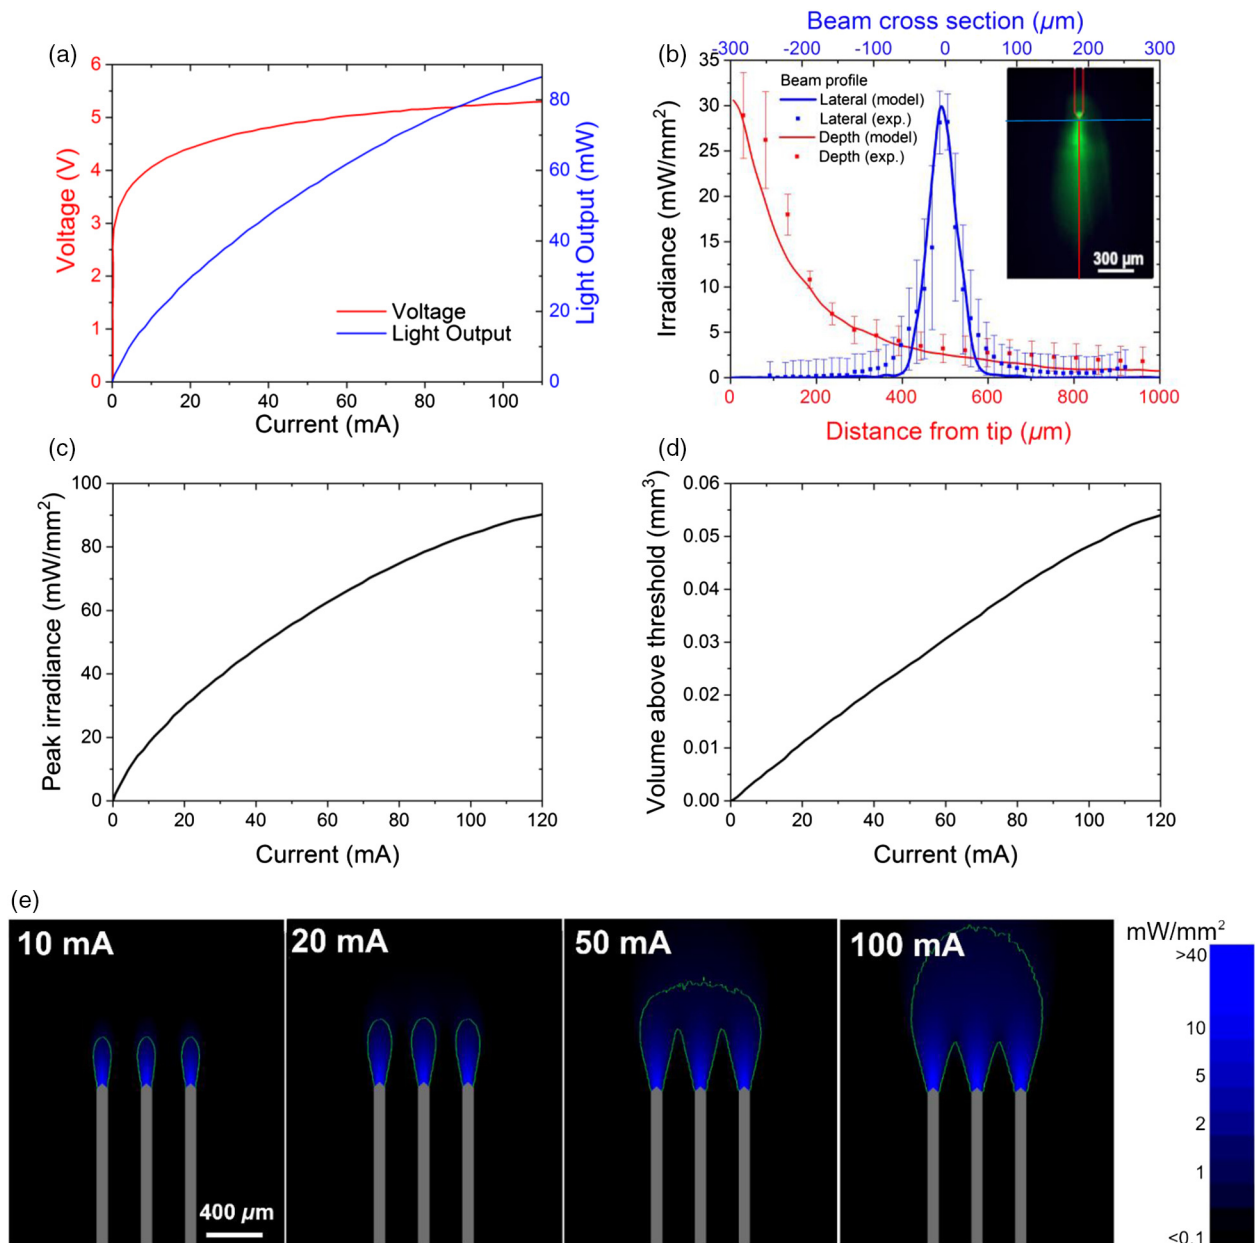 (a)
6
5
4
3
2
1
0
Voltage (V)
80
60
40
20
0
Light Output (mW)
Voltage
Light Output
0 20 40 60 80 100
Current (mA)
(b)
Beam cross section (µm)
-300 -200 -100 0 100 200 300
35
30
25
20
15
10
5
0
Irradiance (mW/mm²)
Beam profile
Lateral (model)
Lateral (exp.)
Depth (model)
Depth (exp.)
300 µm
0 200 400 600 800 1000
Distance from tip (µm)
(c)
100
80
60
40
20
0
Peak irradiance (mW/mm²)
0 20 40 60 80 100 120
Current (mA)
(d)
0.06
0.05
0.04
0.03
0.02
0.01
0.00
Volume above threshold (mm³)
0 20 40 60 80 100 120
Current (mA)
(e)
10 mA
20 mA
50 mA
100 mA
400 µm
mW/mm²
>40
10
5
2
1
<0.1